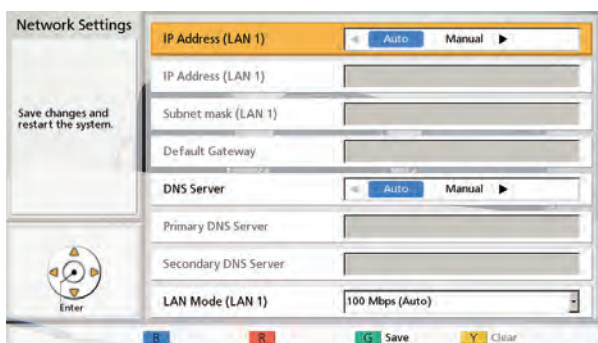 Network Settings
IP Address (LAN 1)
Auto Manual
IP Address (LAN 1)
Save changes and
restart the system.
Subnet mask (LAN 1)
Default Gateway
DNS Server
Auto Manual
Primary DNS Server
Secondary DNS Server
Enter
LAN Mode (LAN 1)
100 Mbps (Auto)
B R G Save Y Clear